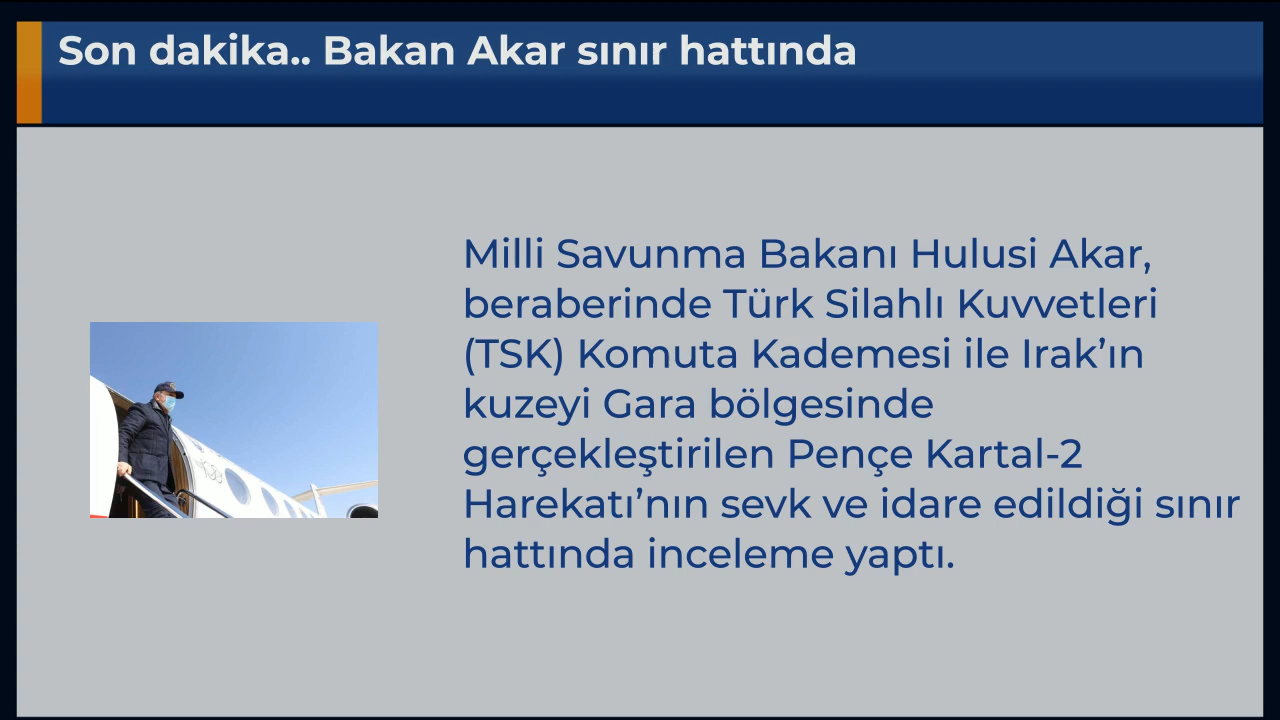 Son dakika.. Bakan Akar sınır hattında
Milli Savunma Bakanı Hulusi Akar,
beraberinde Türk Silahlı Kuvvetleri
(TSK) Komuta Kademesi ile Irak’ın
kuzeyi Gara bölgesinde
gerçekleştirilen Pençe Kartal-2
Harekatı’nın sevk ve idare edildiği sınır
hattında inceleme yaptı.